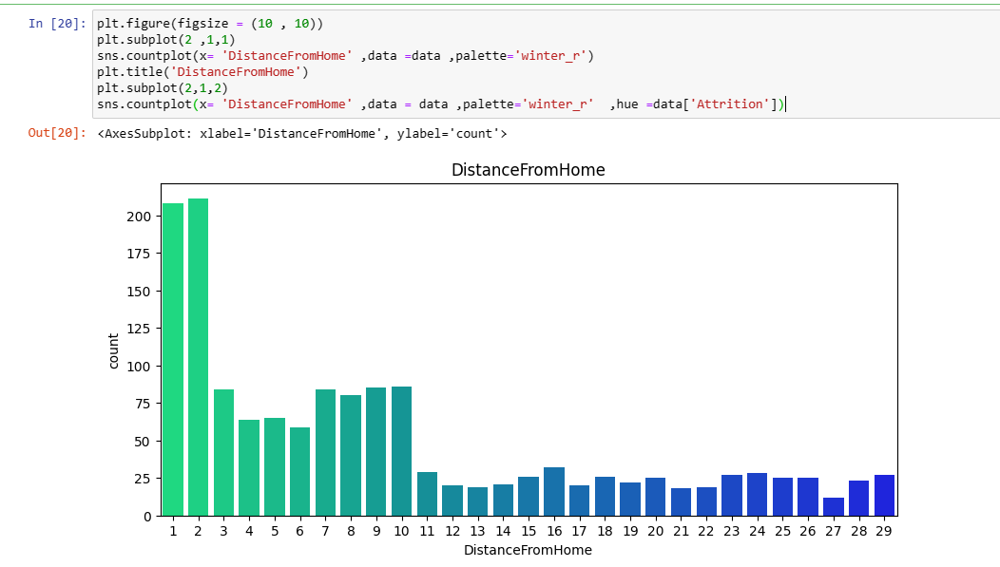 In [20]: plt.figure(figsize = (10 , 10))
plt.subplot(2 ,1,1)
sns.countplot(x= 'DistanceFromHome' ,data =data ,palette='winter_r')
plt.title('DistanceFromHome')
plt.subplot(2,1,2)
sns.countplot(x= 'DistanceFromHome' ,data = data ,palette='winter_r'  ,hue =data['Attrition'])
Out[20]: <AxesSubplot: xlabel='DistanceFromHome', ylabel='count'>
DistanceFromHome
200
175
150
125
count
100
75
50
25
0
1 2 3 4 5 6 7 8 9 10 11 12 13 14 15 16 17 18 19 20 21 22 23 24 25 26 27 28 29
DistanceFromHome